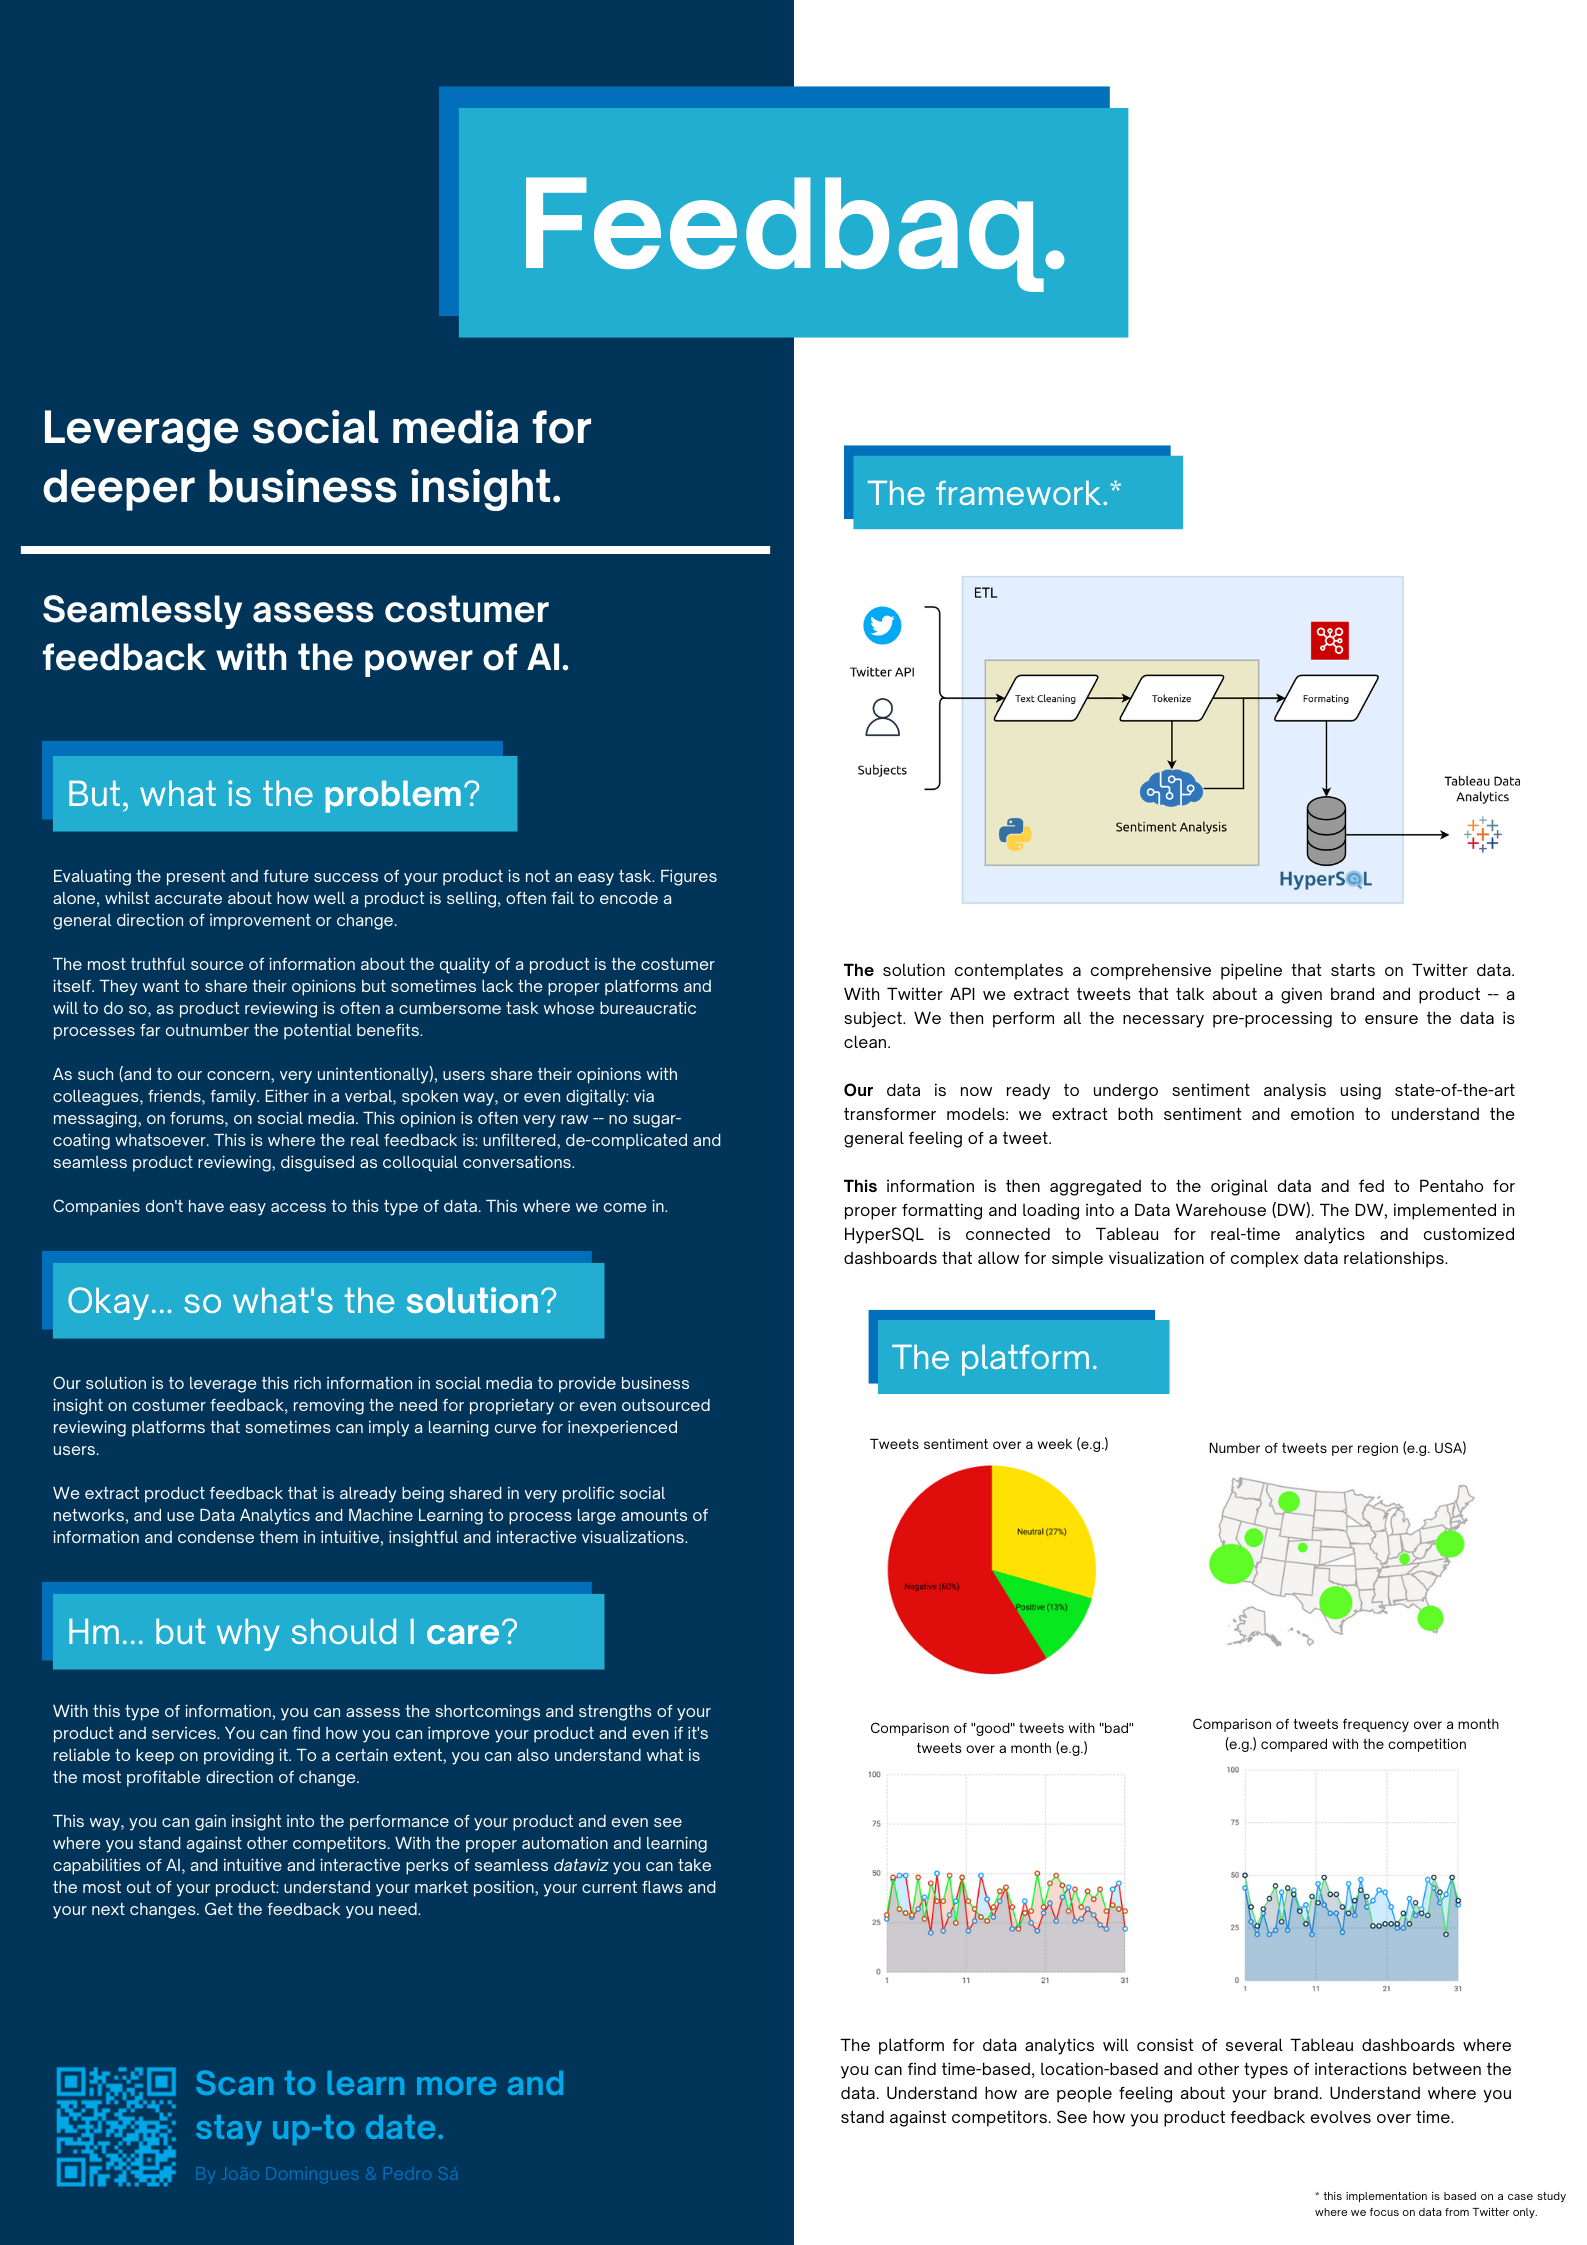 Feedbaq.
Leverage social media for
deeper business insight.
Seamlessly assess costumer
feedback with the power of AI.
But, what is the problem?
Evaluating the present and future success of your product is not an easy task. Figures
alone, whilst accurate about how well a product is selling, often fail to encode a
general direction of improvement or change.
The most truthful source of information about the quality of a product is the costumer
itself. They want to share their opinions but sometimes lack the proper platforms and
will to do so, as product reviewing is often a cumbersome task whose bureaucratic
processes far outnumber the potential benefits.
As such (and to our concern, very unintentionally), users share their opinions with
colleagues, friends, family. Either in a verbal, spoken way, or even digitally: via
messaging, on forums, on social media. This opinion is often very raw -- no sugar-
coating whatsoever. This is where the real feedback is: unfiltered, de-complicated and
seamless product reviewing, disguised as colloquial conversations.
Companies don't have easy access to this type of data. This where we come in.
Okay... so what's the solution?
Our solution is to leverage this rich information in social media to provide business
insight on costumer feedback, removing the need for proprietary or even outsourced
reviewing platforms that sometimes can imply a learning curve for inexperienced
users.
We extract product feedback that is already being shared in very prolific social
networks, and use Data Analytics and Machine Learning to process large amounts of
information and condense them in intuitive, insightful and interactive visualizations.
Hm... but why should I care?
With this type of information, you can assess the shortcomings and strengths of your
product and services. You can find how you can improve your product and even if it's
reliable to keep on providing it. To a certain extent, you can also understand what is
the most profitable direction of change.
This way, you can gain insight into the performance of your product and even see
where you stand against other competitors. With the proper automation and learning
capabilities of AI, and intuitive and interactive perks of seamless dataviz you can take
the most out of your product: understand your market position, your current flaws and
your next changes. Get the feedback you need.
Scan to learn more and
stay up-to date.
By João Domingues & Pedro Sá
The framework.*
ETL
Twitter API
Subjects
Text Cleaning
Tokenize
Formating
Sentiment Analysis
HyperSQL
Tableau Data
Analytics
The solution contemplates a comprehensive pipeline that starts on Twitter data.
With Twitter API we extract tweets that talk about a given brand and product -- a
subject. We then perform all the necessary pre-processing to ensure the data is
clean.
Our data is now ready to undergo sentiment analysis using state-of-the-art
transformer models: we extract both sentiment and emotion to understand the
general feeling of a tweet.
This information is then aggregated to the original data and fed to Pentaho for
proper formatting and loading into a Data Warehouse (DW). The DW, implemented in
HyperSQL is connected to Tableau for real-time analytics and customized
dashboards that allow for simple visualization of complex data relationships.
The platform.
Tweets sentiment over a week (e.g.)
Neutral (27%)
Negative (60%)
Positive (13%)
Number of tweets per region (e.g. USA)
Comparison of "good" tweets with "bad"
tweets over a month (e.g.)
100
75
50
25
0
1 11 21 31
Comparison of tweets frequency over a month
(e.g.) compared with the competition
100
75
50
25
0
1 11 21 31
The platform for data analytics will consist of several Tableau dashboards where
you can find time-based, location-based and other types of interactions between the
data. Understand how are people feeling about your brand. Understand where you
stand against competitors. See how you product feedback evolves over time.
* this implementation is based on a case study
where we focus on data from Twitter only.